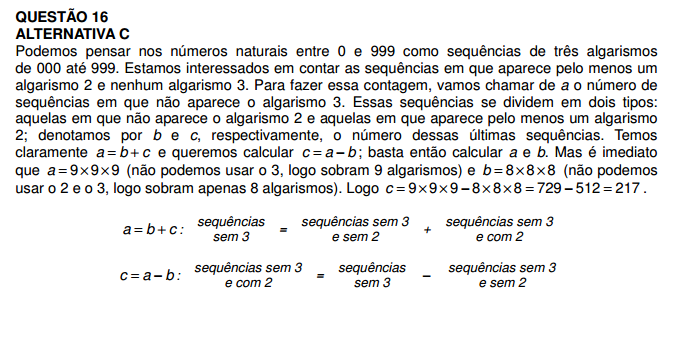 QUESTÃO 16
ALTERNATIVA C
Podemos pensar nos números naturais entre 0 e 999 como sequências de três algarismos
de 000 até 999. Estamos interessados em contar as sequências em que aparece pelo menos um
algarismo 2 e nenhum algarismo 3. Para fazer essa contagem, vamos chamar de a o número de
sequências em que não aparece o algarismo 3. Essas sequências se dividem em dois tipos:
aquelas em que não aparece o algarismo 2 e aquelas em que aparece pelo menos um algarismo
2; denotamos por b e c, respectivamente, o número dessas últimas sequências. Temos
claramente a = b + c e queremos calcular c = a − b; basta então calcular a e b. Mas é imediato
que a = 9×9×9 (não podemos usar o 3, logo sobram 9 algarismos) e b = 8×8×8 (não podemos
usar o 2 e o 3, logo sobram apenas 8 algarismos). Logo c = 9×9×9 − 8×8×8 = 729 − 512 = 217.
a = b + c : sequências sem 3 = sequências sem 3 e sem 2 + sequências sem 3 e com 2
c = a − b : sequências sem 3 e com 2 = sequências sem 3 − sequências sem 3 e sem 2